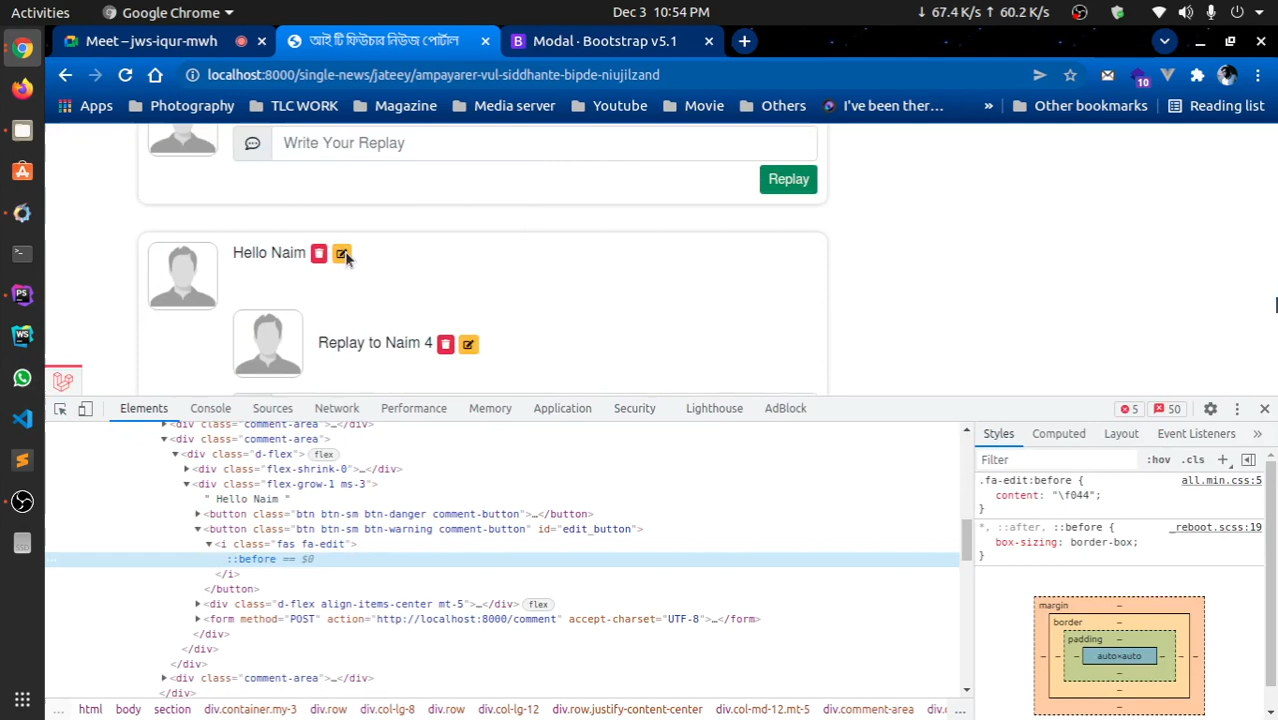 Activities Google Chrome Dec 3 10:54 PM ↓ 67.4 K/s ↑ 60.2 K/s
Meet – jws-iqur-mwh আই টি ফিউচার নিউজ পোর্টাল Modal · Bootstrap v5.1
localhost:8000/single-news/jateey/ampayarer-vul-siddhante-bipde-niujilzand 10
Apps Photography TLC WORK Magazine Media server Youtube Movie Others I've been ther… » Other bookmarks Reading list
Write Your Replay
Replay
Hello Naim
Replay to Naim 4
Elements Console Sources Network Performance Memory Application Security Lighthouse AdBlock 5 50
<div class="comment-area">…</div>
<div class="comment-area">
<div class="d-flex"> flex
<div class="flex-shrink-0">…</div>
<div class="flex-grow-1 ms-3">
" Hello Naim "
<button class="btn btn-sm btn-danger comment-button">…</button>
<button class="btn btn-sm btn-warning comment-button" id="edit_button">
<i class="fas fa-edit">
… ::before == $0
</i>
</button>
<div class="d-flex align-items-center mt-5">…</div> flex
<form method="POST" action="http://localhost:8000/comment" accept-charset="UTF-8">…</form>
</div>
</div>
</div>
<div class="comment-area">…</div>
</div>
… html body section div.container.my-3 div.row div.col-lg-8 div.row div.col-lg-12 div.row.justify-content-center div.col-md-12.mt-5 div.comment-area div.c …
Styles Computed Layout Event Listeners »
Filter :hov .cls +
.fa-edit:before { all.min.css:5
content: "\f044";
}
*, ::after, ::before { _reboot.scss:19
box-sizing: border-box;
}
margin –
border –
padding –
– – – auto×auto – – –
–
–
–
PS
WS
SSD